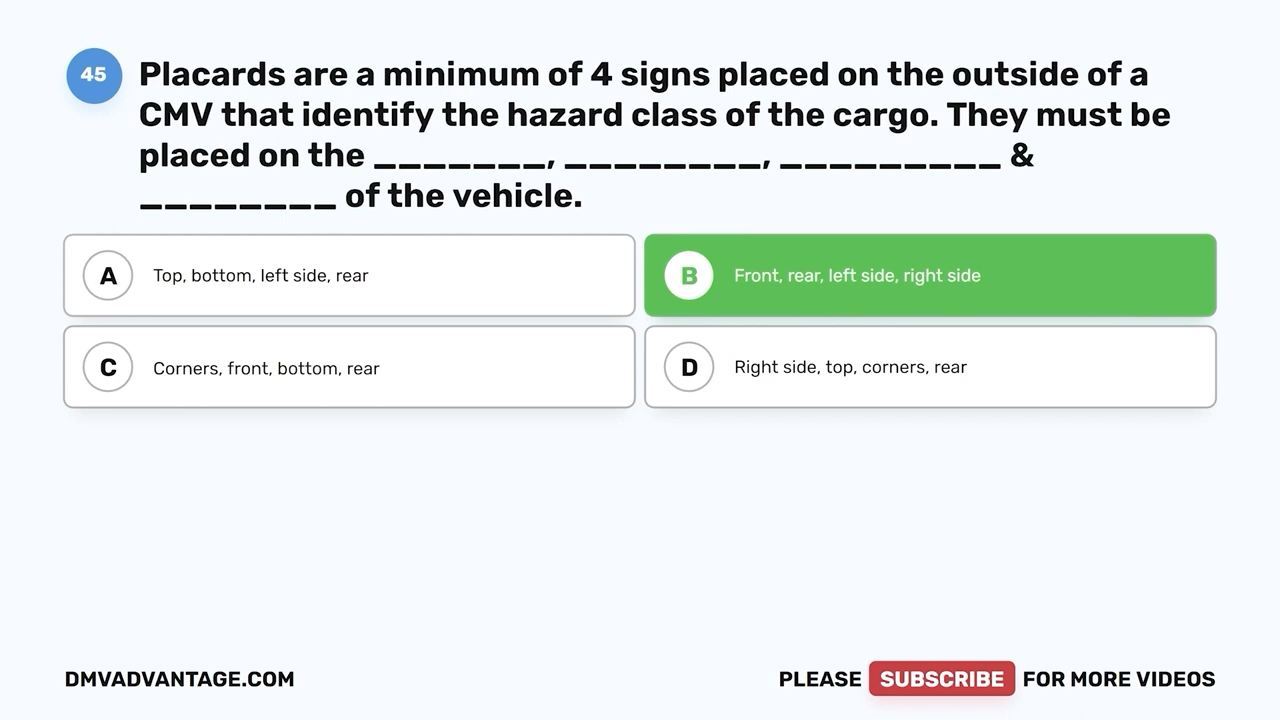 45
Placards are a minimum of 4 signs placed on the outside of a
CMV that identify the hazard class of the cargo. They must be
placed on the _______, ________, _________ &
________ of the vehicle.
A Top, bottom, left side, rear
B Front, rear, left side, right side
C Corners, front, bottom, rear
D Right side, top, corners, rear
DMVADVANTAGE.COM
PLEASE SUBSCRIBE FOR MORE VIDEOS